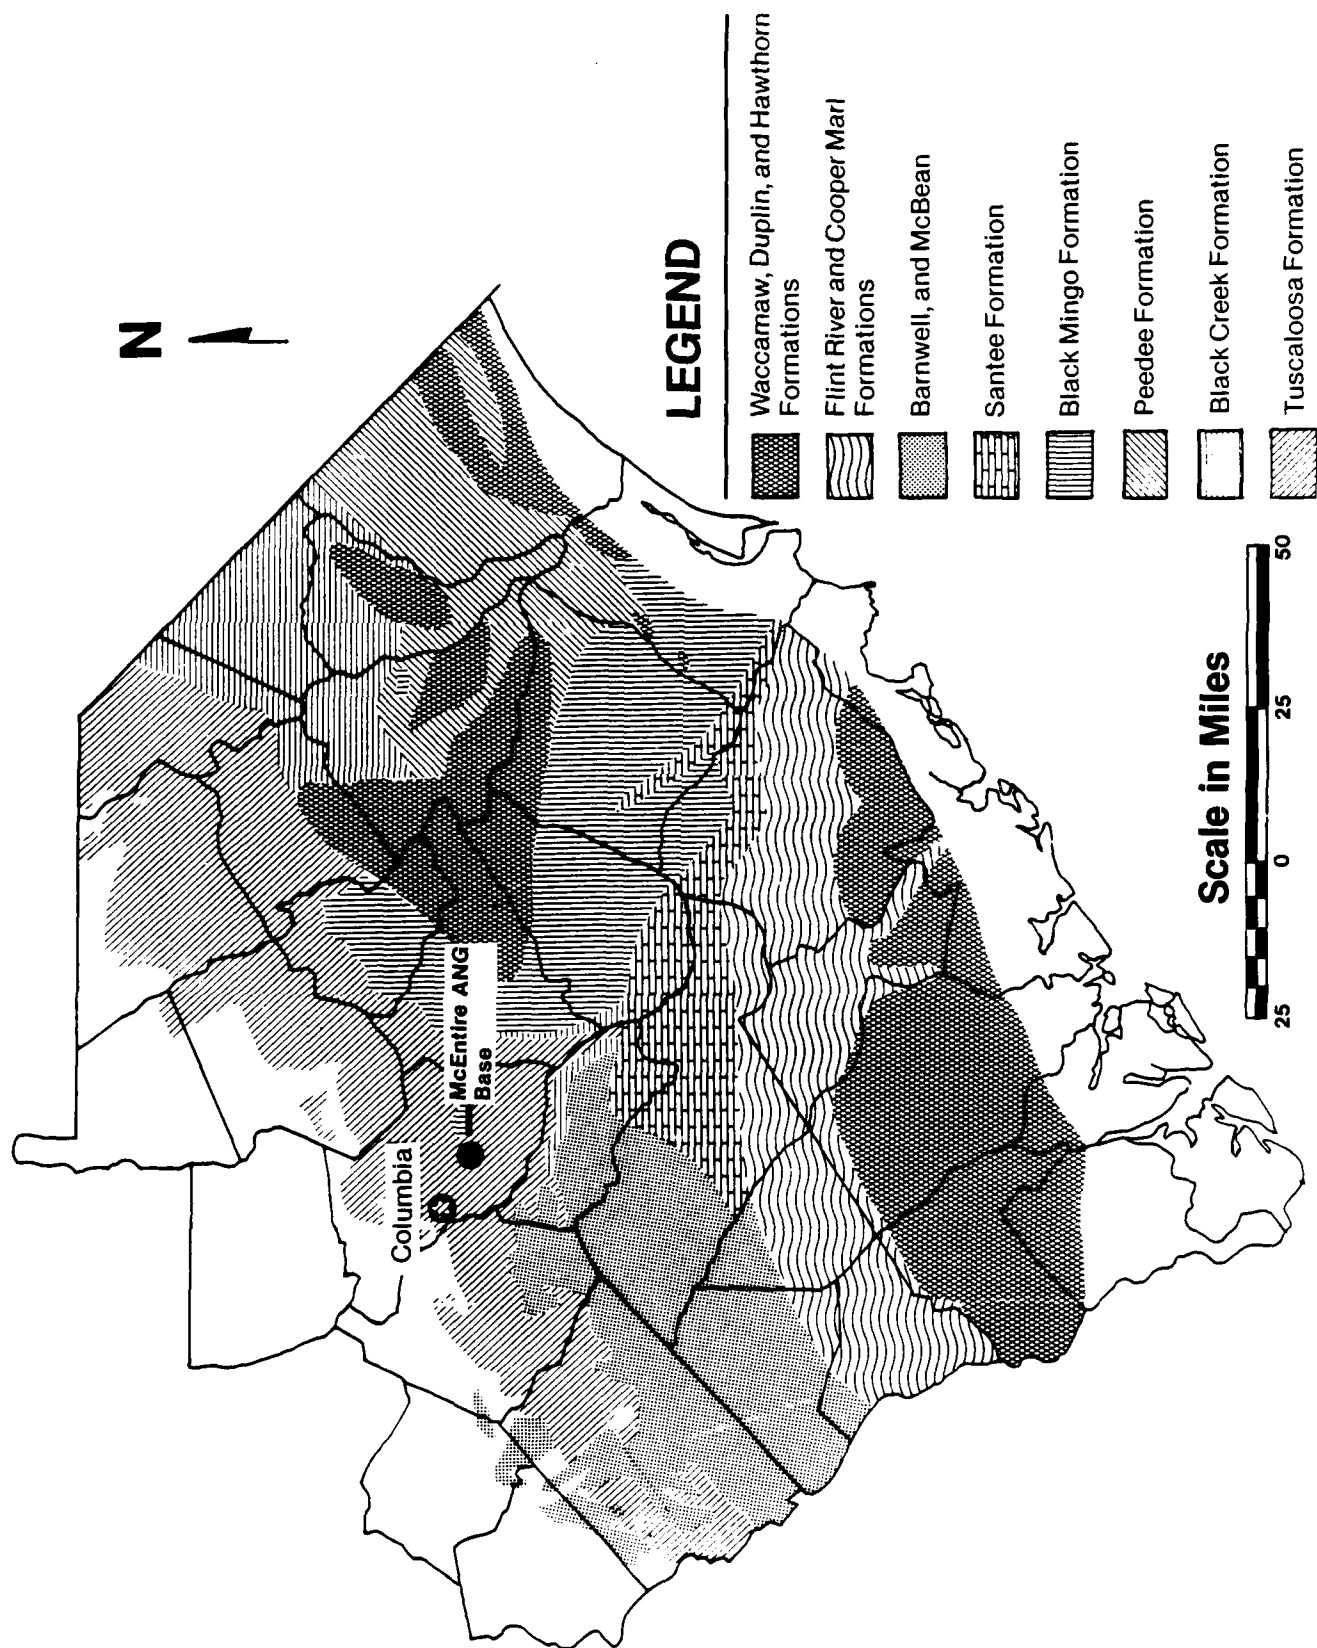 N
Columbia
McEntire ANG
Base
LEGEND
Waccamaw, Duplin, and Hawthorn
Formations
Flint River and Cooper Marl
Formations
Barnwell, and McBean
Santee Formation
Black Mingo Formation
Peedee Formation
Black Creek Formation
Tuscaloosa Formation
Scale in Miles
25 0 25 50